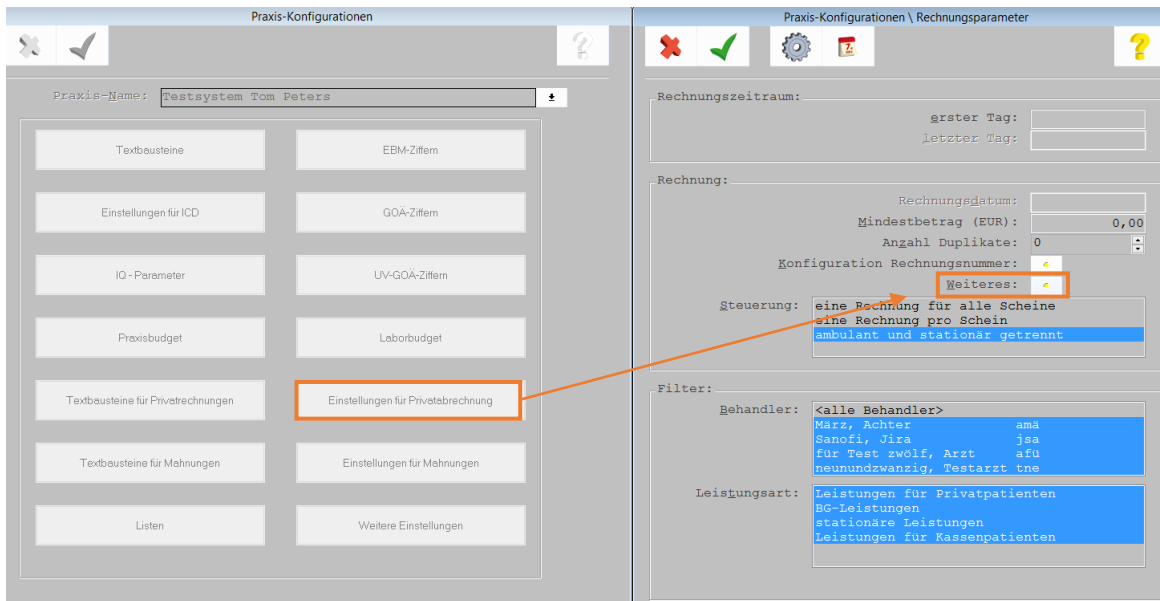 Praxis-Konfigurationen
Praxis-Name: Testsystem Tom Peters
Textbausteine
EBM-Ziffern
Einstellungen für ICD
GOÄ-Ziffern
IQ - Parameter
UV-GOÄ-Ziffern
Praxisbudget
Laborbudget
Textbausteine für Privatrechnungen
Einstellungen für Privatabrechnung
Textbausteine für Mahnungen
Einstellungen für Mahnungen
Listen
Weitere Einstellungen
Praxis-Konfigurationen \ Rechnungsparameter
7.
?
Rechnungszeitraum:
erster Tag:
letzter Tag:
Rechnung:
Rechnungsdatum:
Mindestbetrag (EUR): 0,00
Anzahl Duplikate: 0
Konfiguration Rechnungsnummer:
Weiteres:
Steuerung: eine Rechnung für alle Scheine
eine Rechnung pro Schein
ambulant und stationär getrennt
Filter:
Behandler: <alle Behandler>
März, Achter amä
Sanofi, Jira jsa
für Test zwölf, Arzt afü
neunundzwanzig, Testarzt tne
Leistungsart: Leistungen für Privatpatienten
BG-Leistungen
stationäre Leistungen
Leistungen für Kassenpatienten